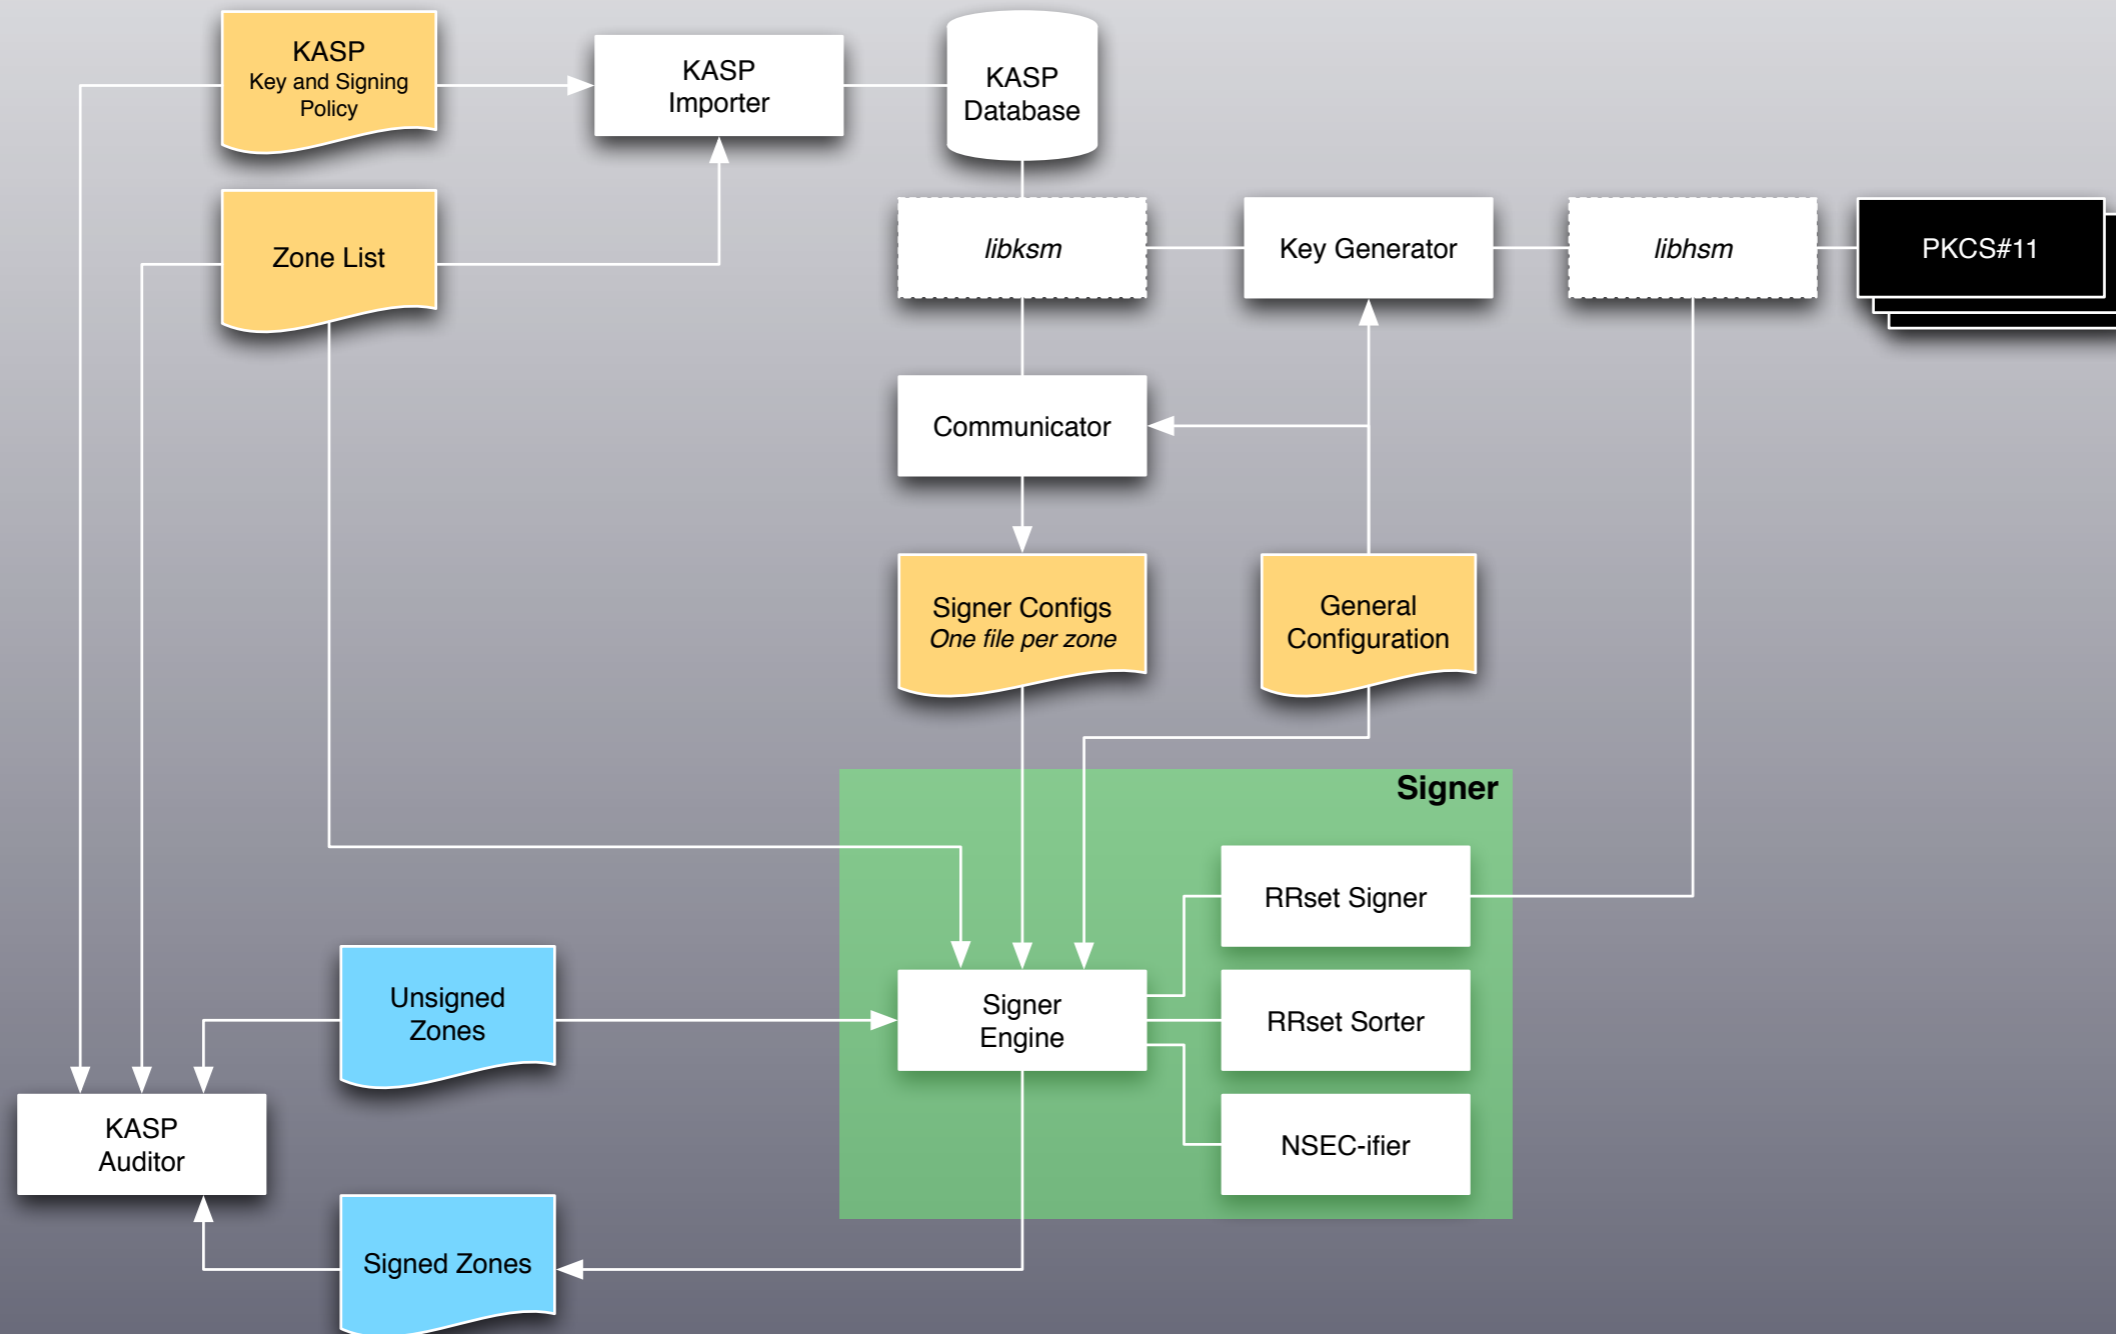 KASP
Key and Signing
Policy
KASP
Importer
KASP
Database
Zone List
libksm
Key Generator
libhsm
PKCS#11
Communicator
Signer Configs
One file per zone
General
Configuration
Signer
RRset Signer
Unsigned
Zones
Signer
Engine
RRset Sorter
KASP
Auditor
NSEC-ifier
Signed Zones